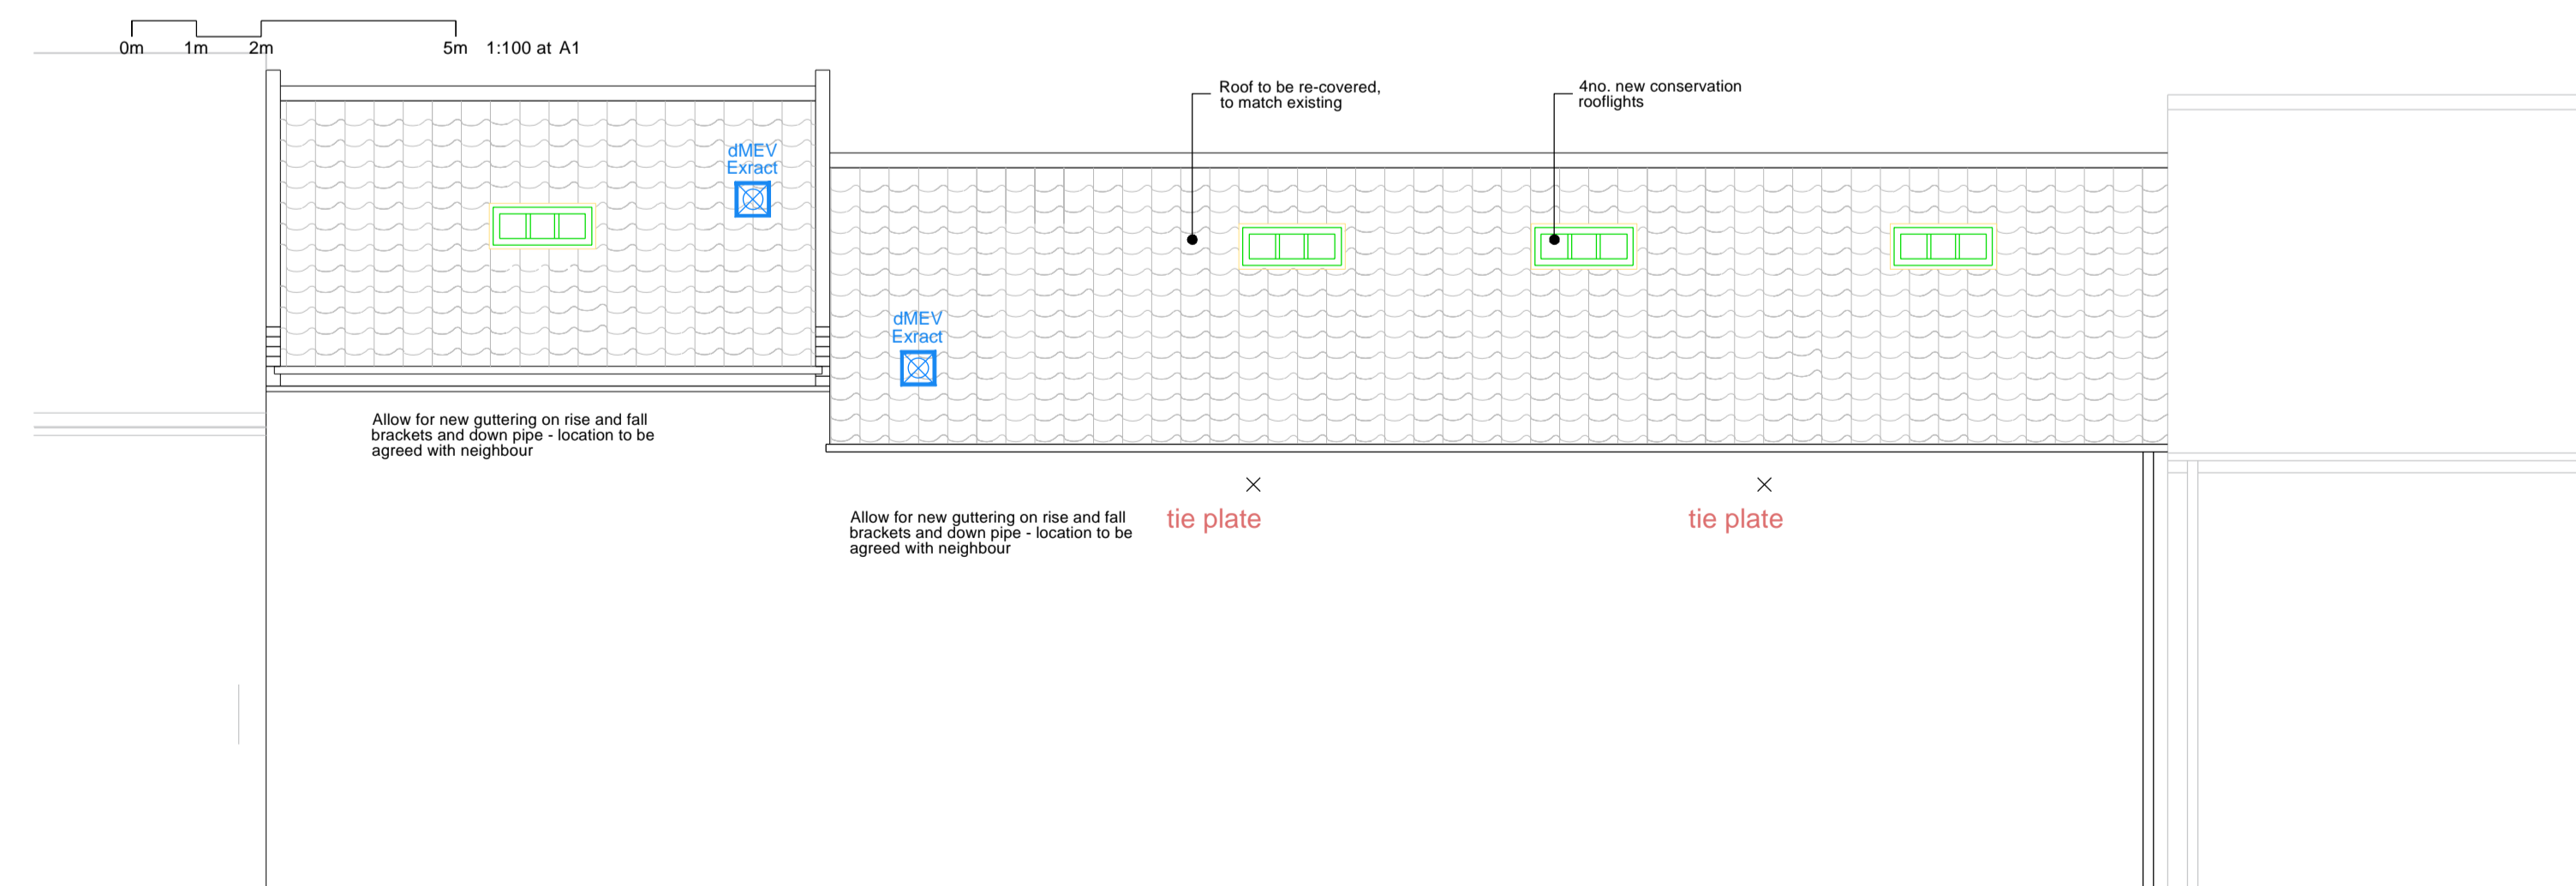 0m 1m 2m 5m 1:100 at A1
Roof to be re-covered,
to match existing
4no. new conservation
rooflights
dMEV
Exract
dMEV
Exract
Allow for new guttering on rise and fall
brackets and down pipe - location to be
agreed with neighbour
Allow for new guttering on rise and fall
brackets and down pipe - location to be
agreed with neighbour
tie plate
tie plate